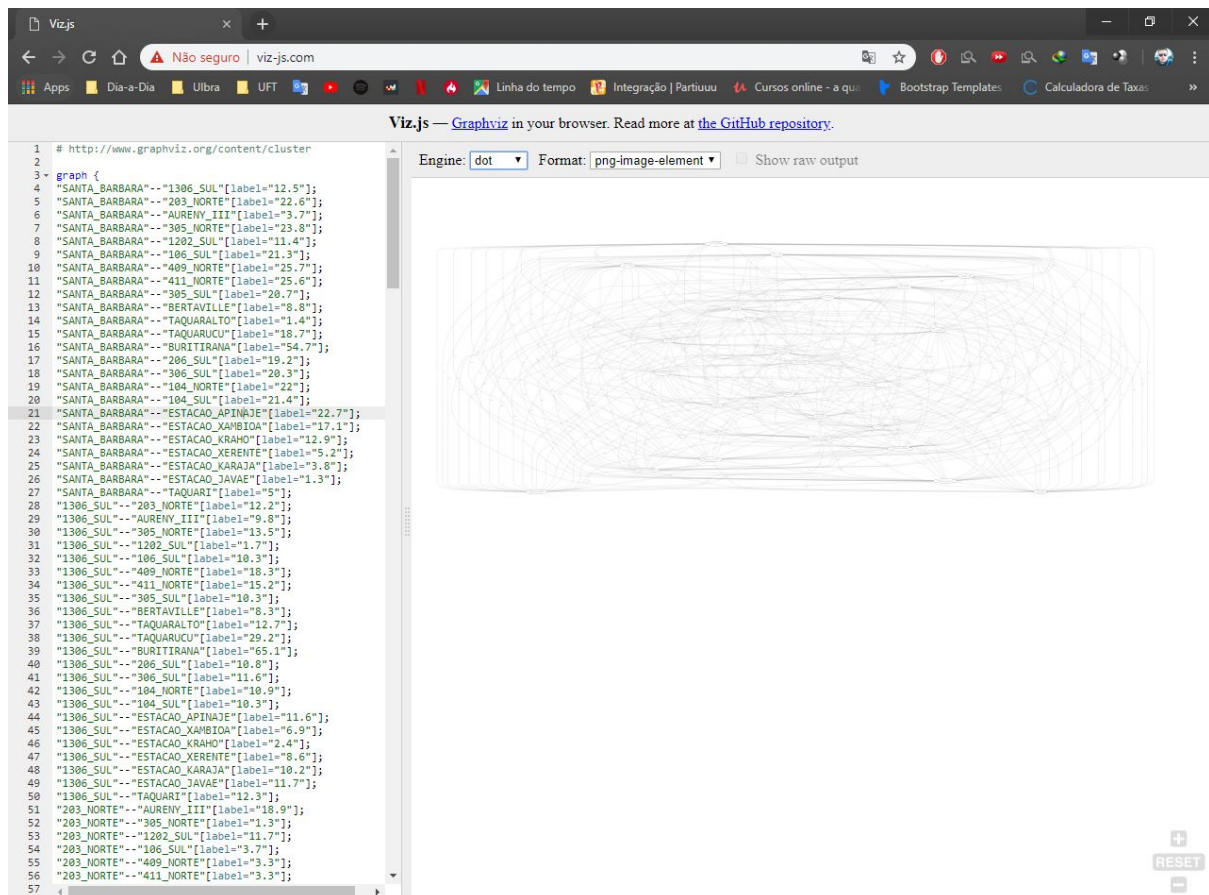 Viz.js
Não seguro | viz-js.com
Apps Dia-a-Dia Ulbra UFT Linha do tempo Integração | Partiuuu Cursos online - a qua Bootstrap Templates Calculadora de Taxas »
Viz.js — Graphviz in your browser. Read more at the GitHub repository.
Engine: dot Format: png-image-element Show raw output
1 # http://www.graphviz.org/content/cluster
2
3 graph {
4 "SANTA_BARBARA"--"1306_SUL"[label="12.5"];
5 "SANTA_BARBARA"--"203_NORTE"[label="22.6"];
6 "SANTA_BARBARA"--"AURENY_III"[label="3.7"];
7 "SANTA_BARBARA"--"305_NORTE"[label="23.8"];
8 "SANTA_BARBARA"--"1202_SUL"[label="11.4"];
9 "SANTA_BARBARA"--"106_SUL"[label="21.3"];
10 "SANTA_BARBARA"--"409_NORTE"[label="25.7"];
11 "SANTA_BARBARA"--"411_NORTE"[label="25.6"];
12 "SANTA_BARBARA"--"305_SUL"[label="20.7"];
13 "SANTA_BARBARA"--"BERTAVILLE"[label="8.8"];
14 "SANTA_BARBARA"--"TAQUARALTO"[label="1.4"];
15 "SANTA_BARBARA"--"TAQUARUCU"[label="18.7"];
16 "SANTA_BARBARA"--"BURITIRANA"[label="54.7"];
17 "SANTA_BARBARA"--"206_SUL"[label="19.2"];
18 "SANTA_BARBARA"--"306_SUL"[label="20.3"];
19 "SANTA_BARBARA"--"104_NORTE"[label="22"];
20 "SANTA_BARBARA"--"104_SUL"[label="21.4"];
21 "SANTA_BARBARA"--"ESTACAO_APINAJE"[label="22.7"];
22 "SANTA_BARBARA"--"ESTACAO_XAMBIOA"[label="17.1"];
23 "SANTA_BARBARA"--"ESTACAO_KRAHO"[label="12.9"];
24 "SANTA_BARBARA"--"ESTACAO_XERENTE"[label="5.2"];
25 "SANTA_BARBARA"--"ESTACAO_KARAJA"[label="3.8"];
26 "SANTA_BARBARA"--"ESTACAO_JAVAE"[label="1.3"];
27 "SANTA_BARBARA"--"TAQUARI"[label="5"];
28 "1306_SUL"--"203_NORTE"[label="12.2"];
29 "1306_SUL"--"AURENY_III"[label="9.8"];
30 "1306_SUL"--"305_NORTE"[label="13.5"];
31 "1306_SUL"--"1202_SUL"[label="1.7"];
32 "1306_SUL"--"106_SUL"[label="10.3"];
33 "1306_SUL"--"409_NORTE"[label="18.3"];
34 "1306_SUL"--"411_NORTE"[label="15.2"];
35 "1306_SUL"--"305_SUL"[label="10.3"];
36 "1306_SUL"--"BERTAVILLE"[label="8.3"];
37 "1306_SUL"--"TAQUARALTO"[label="12.7"];
38 "1306_SUL"--"TAQUARUCU"[label="29.2"];
39 "1306_SUL"--"BURITIRANA"[label="65.1"];
40 "1306_SUL"--"206_SUL"[label="10.8"];
41 "1306_SUL"--"306_SUL"[label="11.6"];
42 "1306_SUL"--"104_NORTE"[label="10.9"];
43 "1306_SUL"--"104_SUL"[label="10.3"];
44 "1306_SUL"--"ESTACAO_APINAJE"[label="11.6"];
45 "1306_SUL"--"ESTACAO_XAMBIOA"[label="6.9"];
46 "1306_SUL"--"ESTACAO_KRAHO"[label="2.4"];
47 "1306_SUL"--"ESTACAO_XERENTE"[label="8.6"];
48 "1306_SUL"--"ESTACAO_KARAJA"[label="10.2"];
49 "1306_SUL"--"ESTACAO_JAVAE"[label="11.7"];
50 "1306_SUL"--"TAQUARI"[label="12.3"];
51 "203_NORTE"--"AURENY_III"[label="18.9"];
52 "203_NORTE"--"305_NORTE"[label="1.3"];
53 "203_NORTE"--"1202_SUL"[label="11.7"];
54 "203_NORTE"--"106_SUL"[label="3.7"];
55 "203_NORTE"--"409_NORTE"[label="3.3"];
56 "203_NORTE"--"411_NORTE"[label="3.3"];
57
RESET